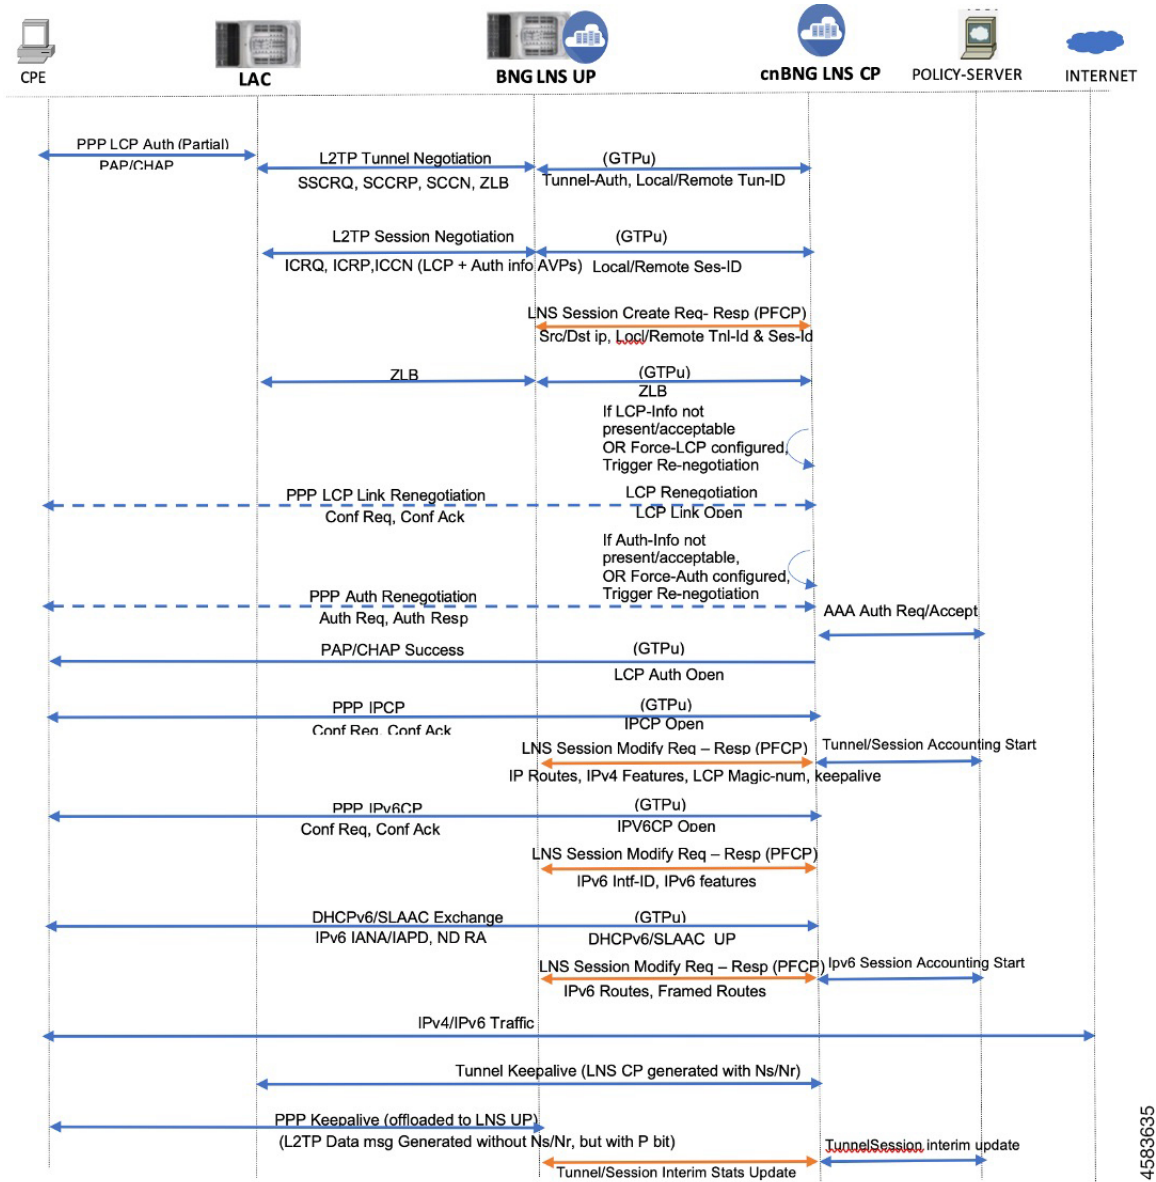 CPE
LAC
BNG LNS UP
cnBNG LNS CP
POLICY-SERVER
INTERNET
PPP LCP Auth (Partial)
PAP/CHAP
L2TP Tunnel Negotiation
(GTPu)
SSCRQ, SCCRP, SCCN, ZLB
Tunnel-Auth, Local/Remote Tun-ID
L2TP Session Negotiation
(GTPu)
ICRQ, ICRP,ICCN (LCP + Auth info AVPs)
Local/Remote Ses-ID
LNS Session Create Req- Resp (PFCP)
Src/Dst ip, Locl/Remote Tnl-Id & Ses-Id
ZLB
(GTPu)
ZLB
If LCP-Info not
present/acceptable
OR Force-LCP configured,
Trigger Re-negotiation
PPP LCP Link Renegotiation
LCP Renegotiation
Conf Req, Conf Ack
LCP Link Open
If Auth-Info not
present/acceptable,
OR Force-Auth configured,
Trigger Re-negotiation
PPP Auth Renegotiation
Auth Req, Auth Resp
AAA Auth Req/Accept
PAP/CHAP Success
(GTPu)
LCP Auth Open
PPP IPCP
(GTPu)
Conf Req, Conf Ack
IPCP Open
LNS Session Modify Req – Resp (PFCP)
Tunnel/Session Accounting Start
IP Routes, IPv4 Features, LCP Magic-num, keepalive
PPP IPv6CP
(GTPu)
Conf Req, Conf Ack
IPV6CP Open
LNS Session Modify Req – Resp (PFCP)
IPv6 Intf-ID, IPv6 features
DHCPv6/SLAAC Exchange
(GTPu)
IPv6 IANA/IAPD, ND RA
DHCPv6/SLAAC UP
LNS Session Modify Req – Resp (PFCP)
Ipv6 Session Accounting Start
IPv6 Routes, Framed Routes
IPv4/IPv6 Traffic
Tunnel Keepalive (LNS CP generated with Ns/Nr)
PPP Keepalive (offloaded to LNS UP)
(L2TP Data msg Generated without Ns/Nr, but with P bit)
TunnelSession interim update
Tunnel/Session Interim Stats Update
4583635